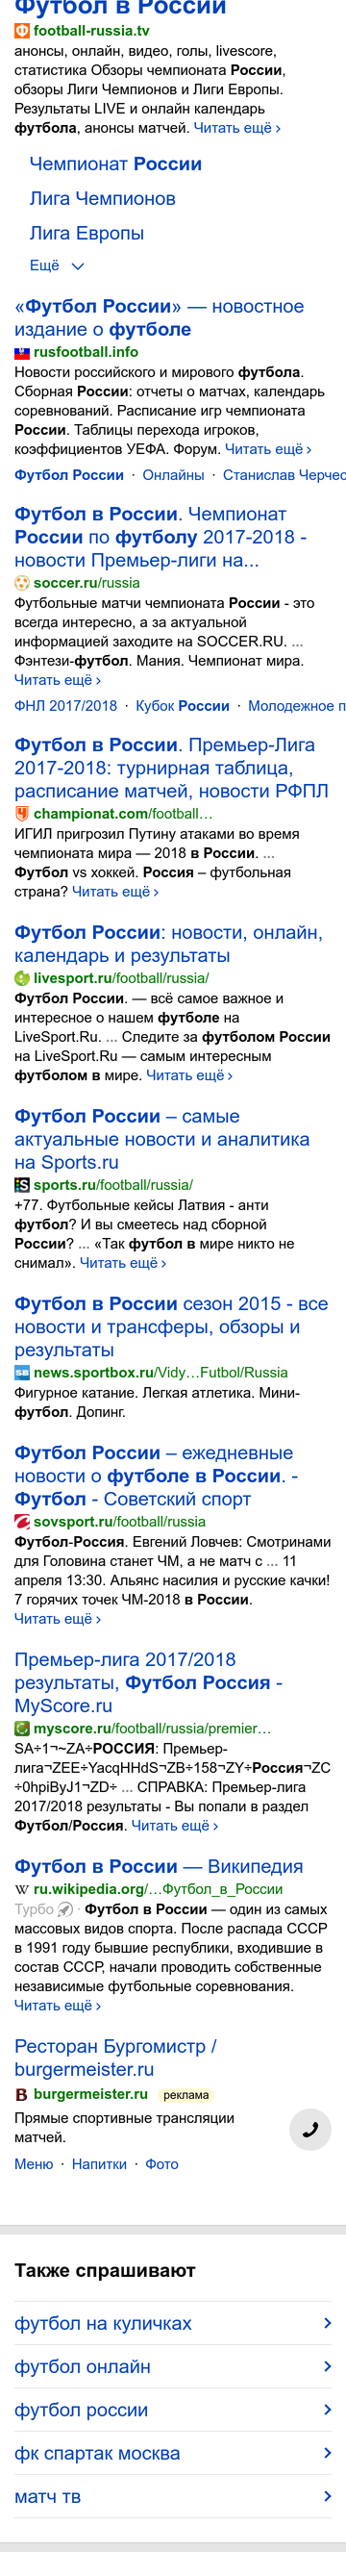 Футбол в России
football-russia.tv
анонсы, онлайн, видео, голы, livescore,
статистика Обзоры чемпионата России,
обзоры Лиги Чемпионов и Лиги Европы.
Результаты LIVE и онлайн календарь
футбола, анонсы матчей. Читать ещё ›
Чемпионат России
Лига Чемпионов
Лига Европы
Ещё
«Футбол России» — новостное
издание о футболе
rusfootball.info
Новости российского и мирового футбола.
Сборная России: отчеты о матчах, календарь
соревнований. Расписание игр чемпионата
России. Таблицы перехода игроков,
коэффициентов УЕФА. Форум. Читать ещё ›
Футбол России · Онлайны · Станислав Черчес
Футбол в России. Чемпионат
России по футболу 2017-2018 -
новости Премьер-лиги на...
soccer.ru/russia
Футбольные матчи чемпионата России - это
всегда интересно, а за актуальной
информацией заходите на SOCCER.RU. ...
Фэнтези-футбол. Мания. Чемпионат мира.
Читать ещё ›
ФНЛ 2017/2018 · Кубок России · Молодежное п
Футбол в России. Премьер-Лига
2017-2018: турнирная таблица,
расписание матчей, новости РФПЛ
championat.com/football…
ИГИЛ пригрозил Путину атаками во время
чемпионата мира — 2018 в России. ...
Футбол vs хоккей. Россия – футбольная
страна? Читать ещё ›
Футбол России: новости, онлайн,
календарь и результаты
livesport.ru/football/russia/
Футбол России. — всё самое важное и
интересное о нашем футболе на
LiveSport.Ru. ... Следите за футболом России
на LiveSport.Ru — самым интересным
футболом в мире. Читать ещё ›
Футбол России – самые
актуальные новости и аналитика
на Sports.ru
sports.ru/football/russia/
+77. Футбольные кейсы Латвия - анти
футбол? И вы смеетесь над сборной
России? ... «Так футбол в мире никто не
снимал». Читать ещё ›
Футбол в России сезон 2015 - все
новости и трансферы, обзоры и
результаты
news.sportbox.ru/Vidy…Futbol/Russia
Фигурное катание. Легкая атлетика. Мини-
футбол. Допинг.
Футбол России – ежедневные
новости о футболе в России. -
Футбол - Советский спорт
sovsport.ru/football/russia
Футбол-Россия. Евгений Ловчев: Смотринами
для Головина станет ЧМ, а не матч с ... 11
апреля 13:30. Альянс насилия и русские качки!
7 горячих точек ЧМ-2018 в России.
Читать ещё ›
Премьер-лига 2017/2018
результаты, Футбол Россия -
MyScore.ru
myscore.ru/football/russia/premier…
SA÷1¬~ZA÷РОССИЯ: Премьер-
лига¬ZEE÷YacqHHdS¬ZB÷158¬ZY÷Россия¬ZC
÷0hpiByJ1¬ZD÷ ... СПРАВКА: Премьер-лига
2017/2018 результаты - Вы попали в раздел
Футбол/Россия. Читать ещё ›
Футбол в России — Википедия
ru.wikipedia.org/…Футбол_в_России
Турбо · Футбол в России — один из самых
массовых видов спорта. После распада СССР
в 1991 году бывшие республики, входившие в
состав СССР, начали проводить собственные
независимые футбольные соревнования.
Читать ещё ›
Ресторан Бургомистр /
burgermeister.ru
burgermeister.ru реклама
Прямые спортивные трансляции
матчей.
Меню · Напитки · Фото
Также спрашивают
футбол на куличках
футбол онлайн
футбол россии
фк спартак москва
матч тв